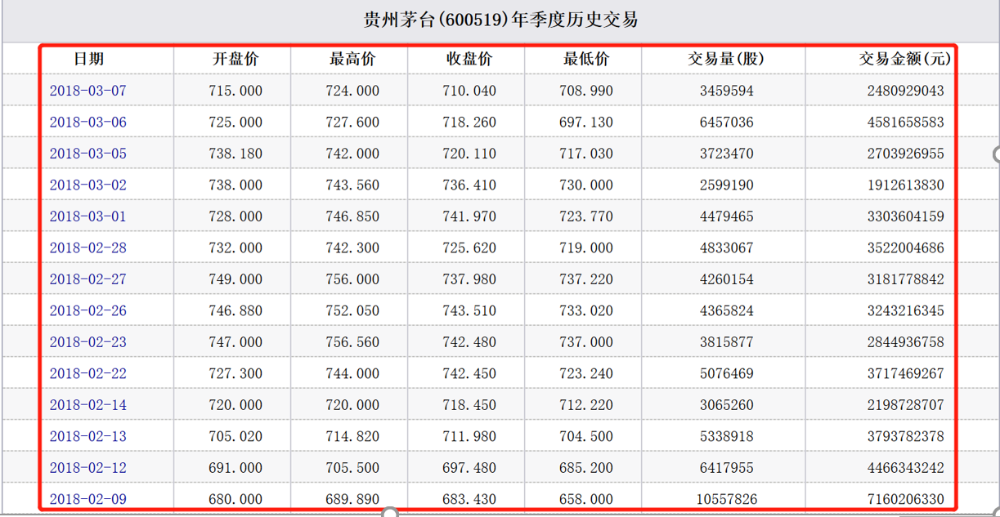 贵州茅台(600519)年季度历史交易
日期 开盘价 最高价 收盘价 最低价 交易量(股) 交易金额(元)
2018-03-07 715.000 724.000 710.040 708.990 3459594 2480929043
2018-03-06 725.000 727.600 718.260 697.130 6457036 4581658583
2018-03-05 738.180 742.000 720.110 717.030 3723470 2703926955
2018-03-02 738.000 743.560 736.410 730.000 2599190 1912613830
2018-03-01 728.000 746.850 741.970 723.770 4479465 3303604159
2018-02-28 732.000 742.300 725.620 719.000 4833067 3522004686
2018-02-27 749.000 756.000 737.980 737.220 4260154 3181778842
2018-02-26 746.880 752.050 743.510 733.020 4365824 3243216345
2018-02-23 747.000 756.560 742.480 737.000 3815877 2844936758
2018-02-22 727.300 744.000 742.450 723.240 5076469 3717469267
2018-02-14 720.000 720.000 718.450 712.220 3065260 2198728707
2018-02-13 705.020 714.820 711.980 704.500 5338918 3793782378
2018-02-12 691.000 705.500 697.480 685.200 6417955 4466343242
2018-02-09 680.000 689.890 683.430 658.000 10557826 7160206330